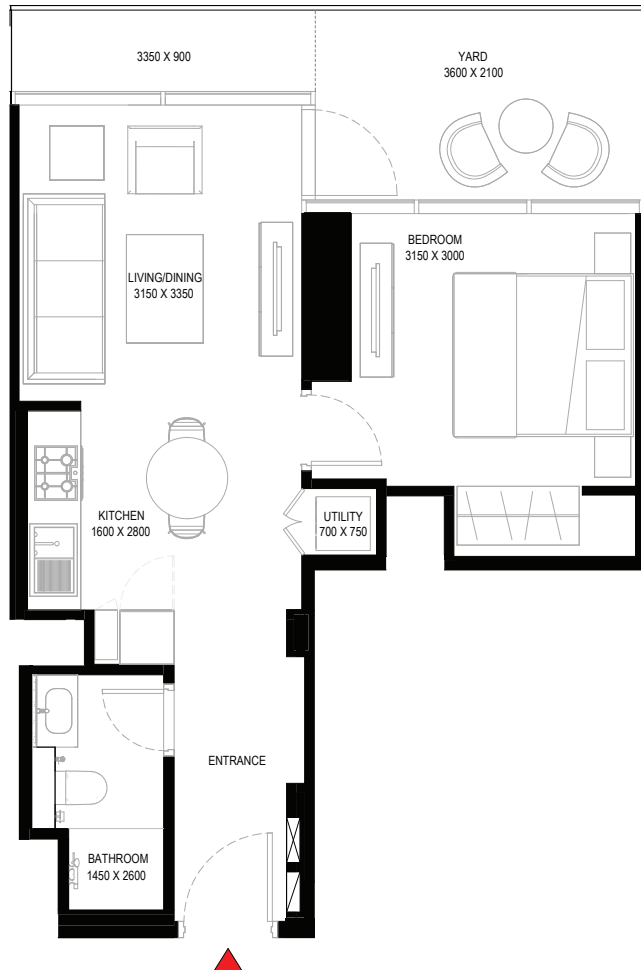 3350 X 900
YARD
3600 X 2100
BEDROOM
3150 X 3000
LIVING/DINING
3150 X 3350
KITCHEN
1600 X 2800
UTILITY
700 X 750
ENTRANCE
BATHROOM
1450 X 2600